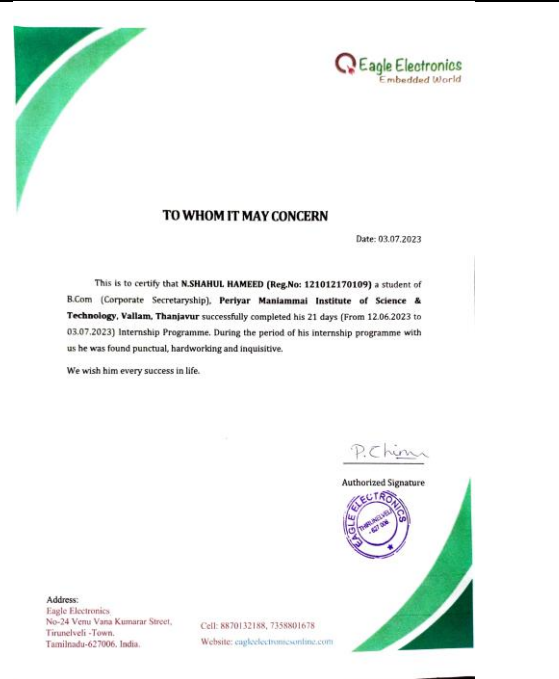 Eagle Electronics
Embedded World
TO WHOM IT MAY CONCERN
Date: 03.07.2023
This is to certify that N.SHAHUL HAMEED (Reg.No: 121012170109) a student of
B.Com (Corporate Secretaryship), Periyar Maniammai Institute of Science &
Technology, Vallam, Thanjavur successfully completed his 21 days (From 12.06.2023 to
03.07.2023) Internship Programme. During the period of his internship programme with
us he was found punctual, hardworking and inquisitive.
We wish him every success in life.
Authorized Signature
EAGLE ELECTRONICS
THIRUNELVELI
- 627 006
Address:
Eagle Electronics
No-24 Venu Vana Kumarar Street,
Tirunelveli -Town,
Tamilnadu-627006. India.
Cell: 8870132188, 7358801678
Website: eagleelectronicsonline.com